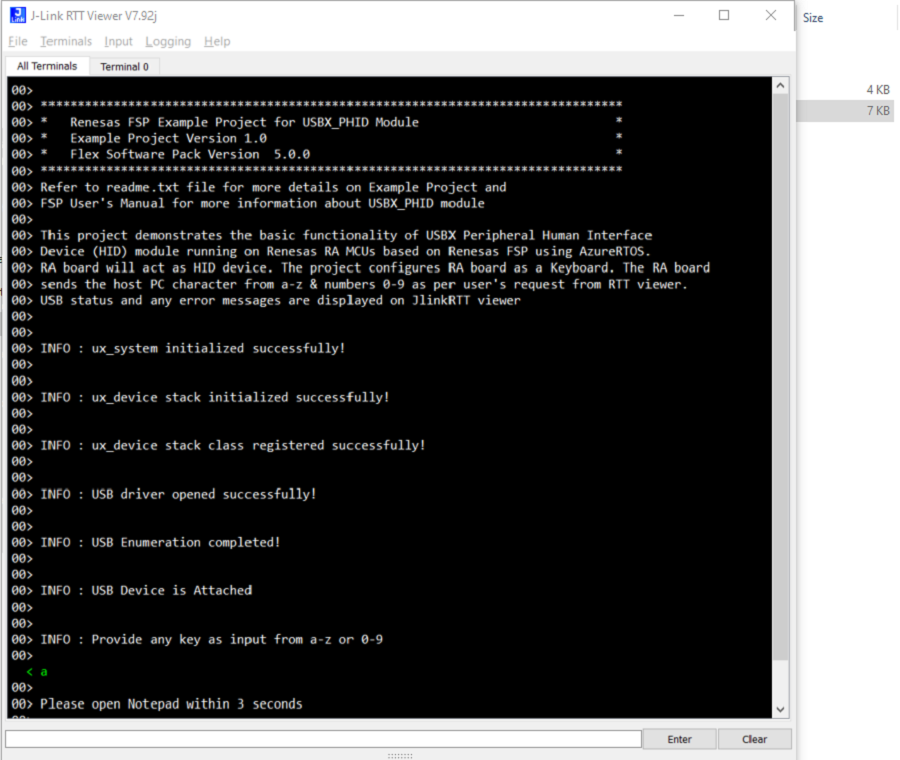 J-Link RTT Viewer V7.92j
Size
File Terminals Input Logging Help
All Terminals Terminal 0
4 KB
7 KB
00>
00> *******************************************************************************
00> *   Renesas FSP Example Project for USBX_PHID Module                           *
00> *   Example Project Version 1.0                                                *
00> *   Flex Software Pack Version  5.0.0                                          *
00> *******************************************************************************
00> Refer to readme.txt file for more details on Example Project and
00> FSP User's Manual for more information about USBX_PHID module
00>
00> This project demonstrates the basic functionality of USBX Peripheral Human Interface
00> Device (HID) module running on Renesas RA MCUs based on Renesas FSP using AzureRTOS.
00> RA board will act as HID device. The project configures RA board as a Keyboard. The RA board
00> sends the host PC character from a-z & numbers 0-9 as per user's request from RTT viewer.
00> USB status and any error messages are displayed on JlinkRTT viewer
00>
00>
00> INFO : ux_system initialized successfully!
00>
00>
00> INFO : ux_device stack initialized successfully!
00>
00>
00> INFO : ux_device stack class registered successfully!
00>
00>
00> INFO : USB driver opened successfully!
00>
00>
00> INFO : USB Enumeration completed!
00>
00>
00> INFO : USB Device is Attached
00>
00>
00> INFO : Provide any key as input from a-z or 0-9
00>
< a
00>
00> Please open Notepad within 3 seconds
Enter Clear